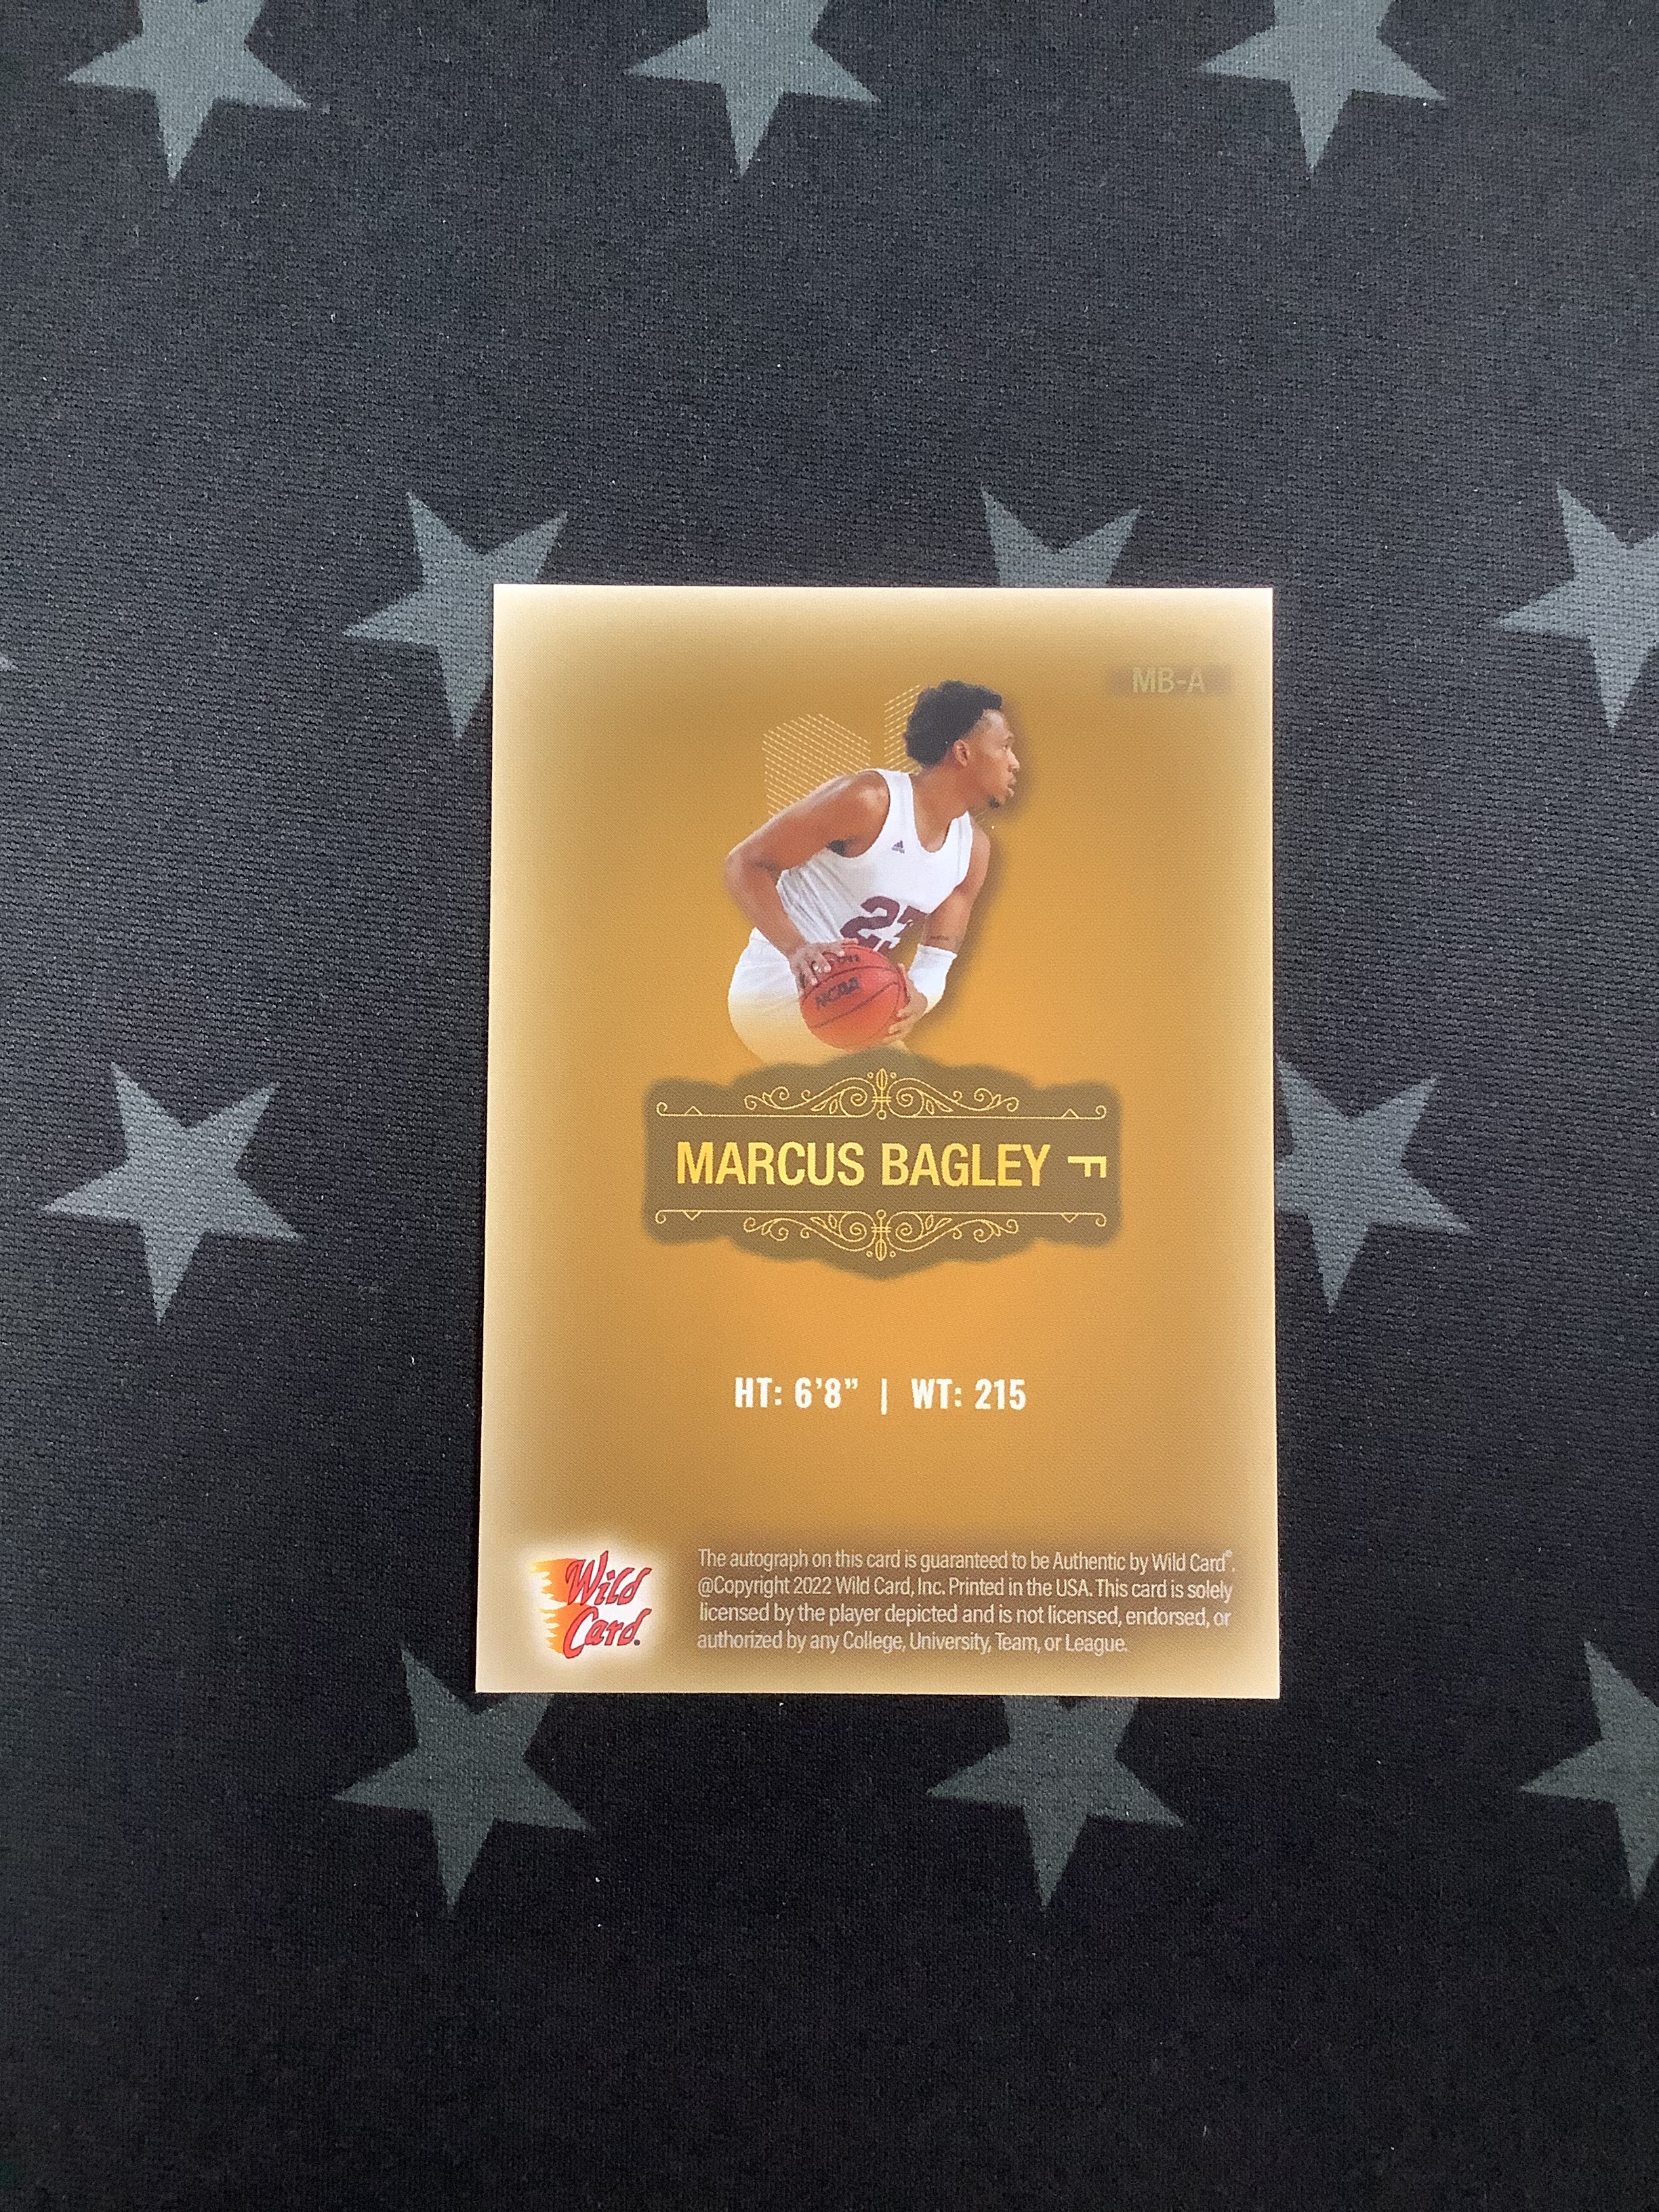 MB-A
23
NCAA
MARCUS BAGLEY F
HT: 6'8” | WT: 215
Wild
Card
The autograph on this card is guaranteed to be Authentic by Wild Card®.
@Copyright 2022 Wild Card, Inc. Printed in the USA. This card is solely
licensed by the player depicted and is not licensed, endorsed, or
authorized by any College, University, Team, or League.